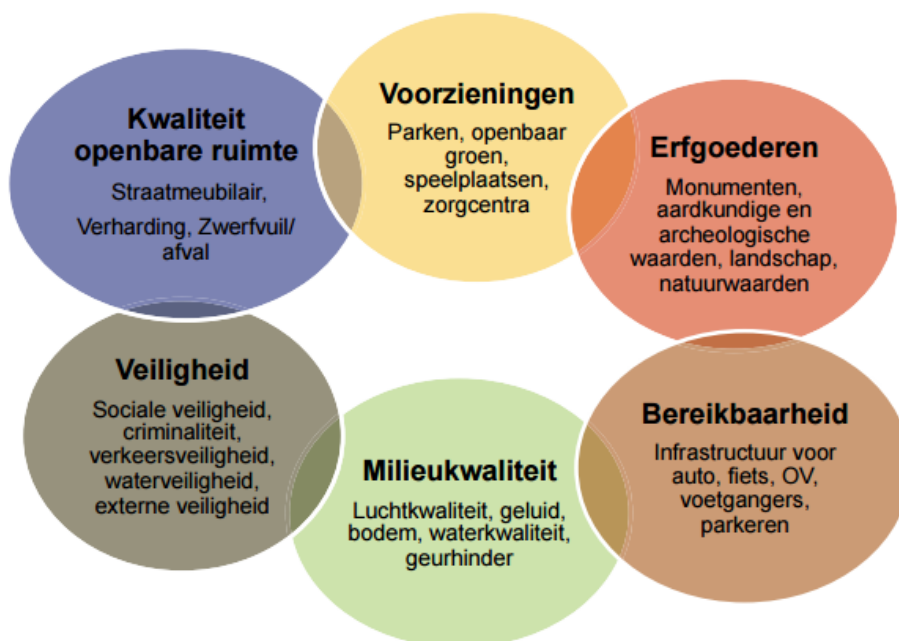 Kwaliteit
openbare ruimte
Straatmeubilair,
Verharding, Zwerfvuil/
afval
Voorzieningen
Parken, openbaar
groen,
speelplaatsen,
zorgcentra
Erfgoederen
Monumenten,
aardkundige en
archeologische
waarden, landschap,
natuurwaarden
Veiligheid
Sociale veiligheid,
criminaliteit,
verkeersveiligheid,
waterveiligheid,
externe veiligheid
Milieukwaliteit
Luchtkwaliteit, geluid,
bodem, waterkwaliteit,
geurhinder
Bereikbaarheid
Infrastructuur voor
auto, fiets, OV,
voetgangers,
parkeren